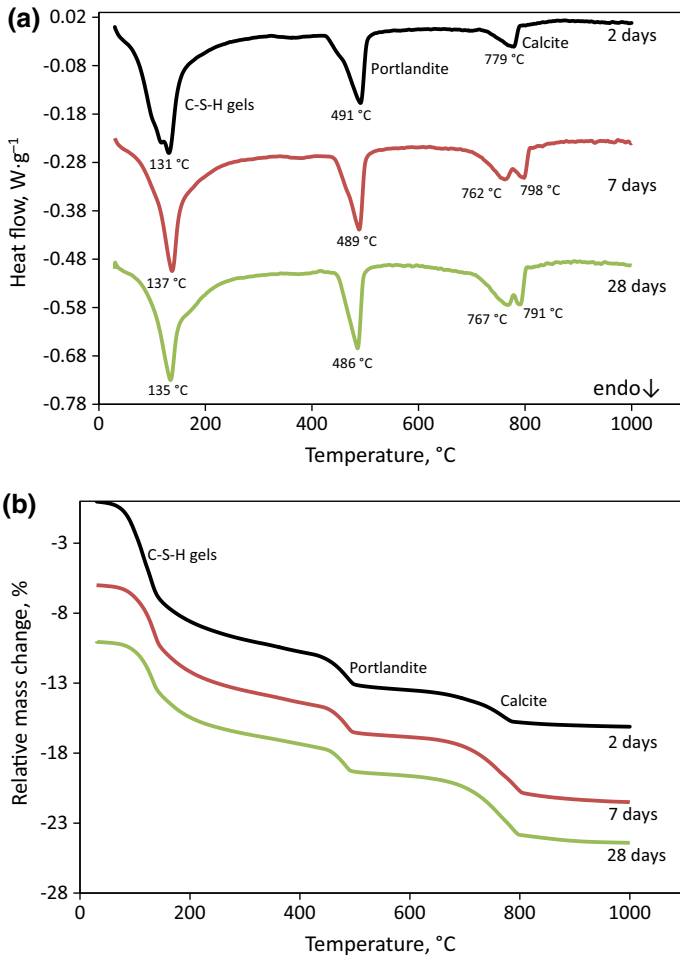 (a)
0.02
-0.08
-0.18
-0.28
-0.38
-0.48
-0.58
-0.68
-0.78
Heat flow, W·g⁻¹
2 days
Calcite
779 °C
Portlandite
C-S-H gels
491 °C
131 °C
7 days
762 °C
798 °C
489 °C
137 °C
28 days
767 °C
791 °C
486 °C
135 °C
endo↓
0
200
400
600
800
1000
Temperature, °C
(b)
-3
-8
-13
-18
-23
-28
Relative mass change, %
C-S-H gels
Portlandite
Calcite
2 days
7 days
28 days
0
200
400
600
800
1000
Temperature, °C